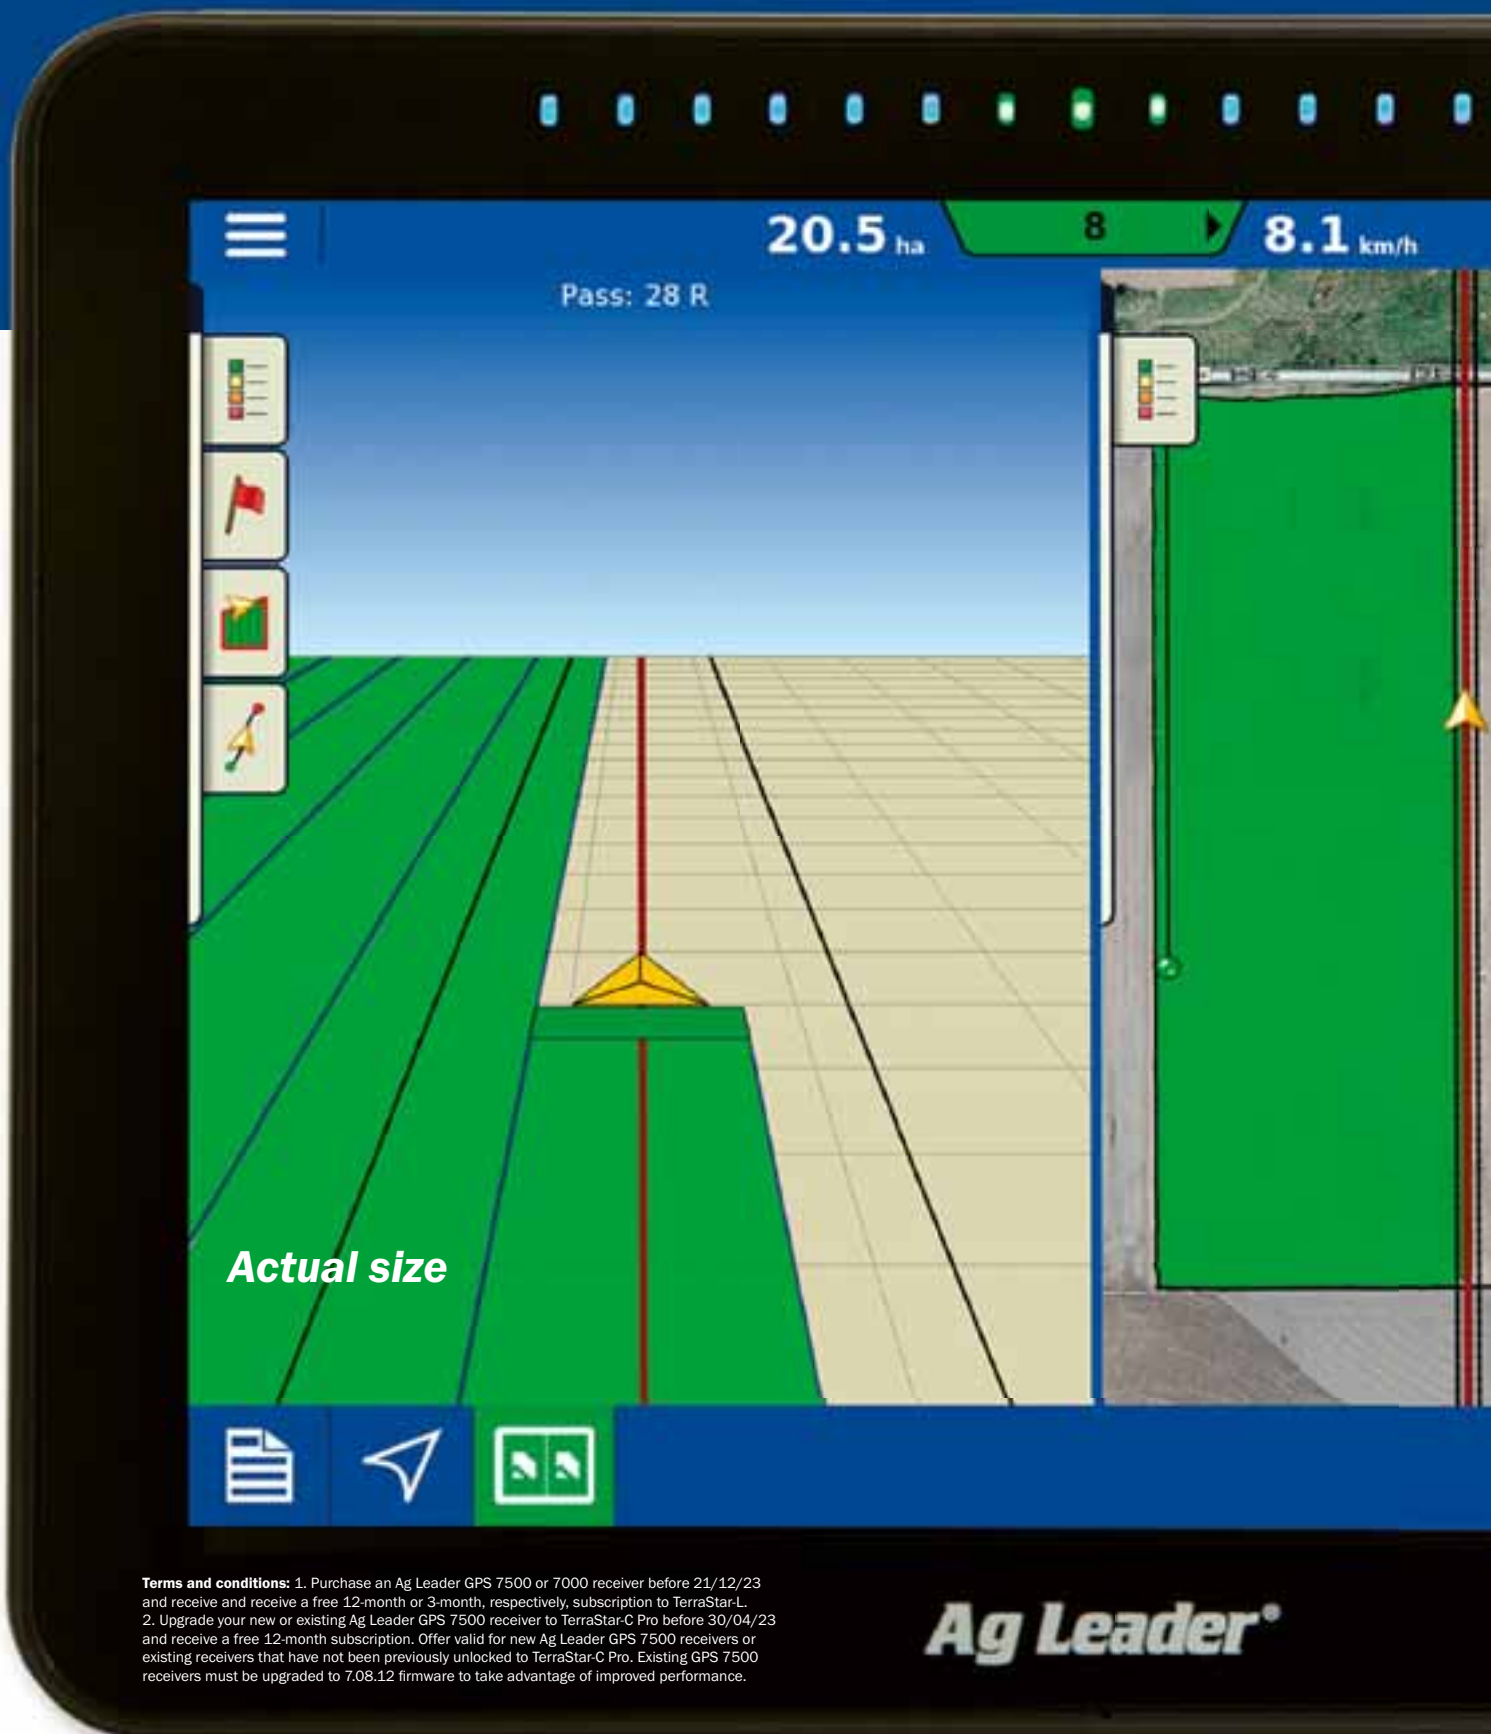 20.5 ha
8
8.1 km/h
Pass: 28 R
Actual size
Terms and conditions: 1. Purchase an Ag Leader GPS 7500 or 7000 receiver before 21/12/23
and receive and receive a free 12-month or 3-month, respectively, subscription to TerraStar-L.
2. Upgrade your new or existing Ag Leader GPS 7500 receiver to TerraStar-C Pro before 30/04/23
and receive a free 12-month subscription. Offer valid for new Ag Leader GPS 7500 receivers or
existing receivers that have not been previously unlocked to TerraStar-C Pro. Existing GPS 7500
receivers must be upgraded to 7.08.12 firmware to take advantage of improved performance.
Ag Leader®